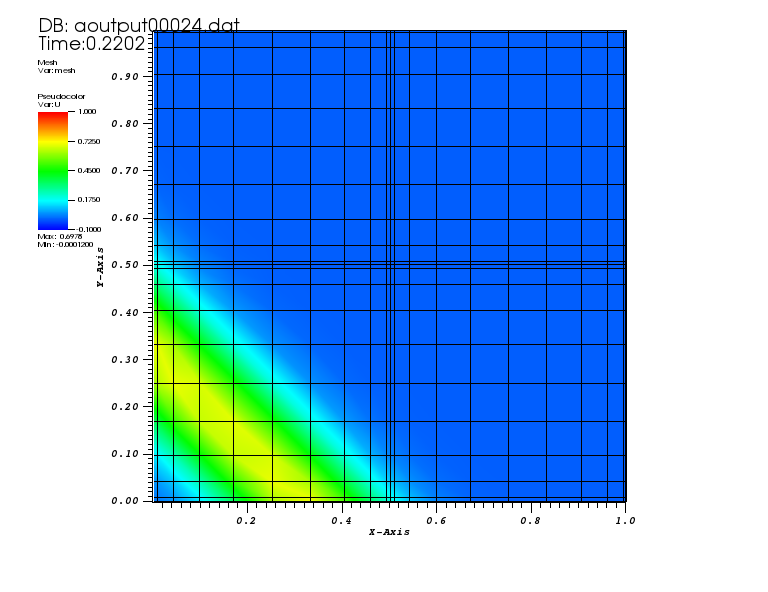 DB: aoutput00024.dat
Time:0.2202
Mesh
Var: mesh
Pseudocolor
Var: U
1.000
0.7250
0.4500
0.1750
-0.1000
Max: 0.6978
Min: -0.0001200
0.90
0.80
0.70
0.60
0.50
0.40
0.30
0.20
0.10
0.00
Y-Axis
0.2
0.4
0.6
0.8
1.0
X-Axis